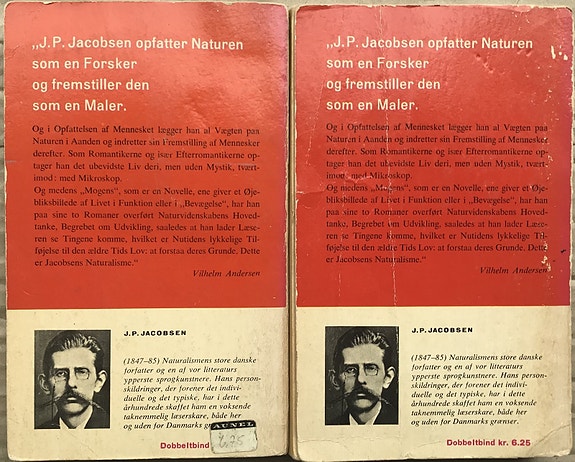 „J.P. Jacobsen opfatter Naturen
som en Forsker
og fremstiller den
som en Maler.
Og i Opfattelsen af Mennesket lægger han al Vægten paa
Naturen i Aanden og indretter sin Fremstilling af Mennesker
derefter. Som Romantikerne og især Efterromantikerne op-
tager han det ubevidste Liv deri, men uden Mystik, tvært-
imod: med Mikroskop.
Og medens „Mogens“, som er en Novelle, ene giver et Øje-
bliksbillede af Livet i Funktion eller i „Bevægelse“, har han
paa sine to Romaner overført Naturvidenskabens Hoved-
tanke, Begrebet om Udvikling, saaledes at han lader Læse-
ren se Tingene komme, hvilket er Nutidens lykkelige Til-
føjelse til den ældre Tids Lov: at forstaa deres Grunde. Dette
er Jacobsens Naturalisme.“
Vilhelm Andersen
J.P. JACOBSEN
(1847–85) Naturalismens store danske
forfatter og en af vor litteraturs
ypperste sprogkunstnere. Hans person-
skildringer, der forener det indivi-
duelle og det typiske, har i dette
århundrede skaffet ham en voksende
taknemmelig læserskare, både her
og uden for Danmarks
AUNEL
Dobbeltbind
„J.P. Jacobsen opfatter Naturen
som en Forsker
og fremstiller den
som en Maler.
Og i Opfattelsen af Mennesket lægger han al Vægten paa
Naturen i Aanden og indretter sin Fremstilling af Mennesker
derefter. Som Romantikerne og især Efterromantikerne op-
tager han det ubevidste Liv deri, men uden Mystik, tvært-
imod: med Mikroskop.
Og medens „Mogens“, som er en Novelle, ene giver et Øje-
bliksbillede af Livet i Funktion eller i „Bevægelse“, har han
paa sine to Romaner overført Naturvidenskabens Hoved-
tanke, Begrebet om Udvikling, saaledes at han lader Læse-
ren se Tingene komme, hvilket er Nutidens lykkelige Til-
føjelse til den ældre Tids Lov: at forstaa deres Grunde. Dette
er Jacobsens Naturalisme.“
Vilhelm Andersen
J.P. JACOBSEN
(1847–85) Naturalismens store danske
forfatter og en af vor litteraturs
ypperste sprogkunstnere. Hans person-
skildringer, der forener det indivi-
duelle og det typiske, har i dette
århundrede skaffet ham en voksende
taknemmelig læserskare, både her
og uden for Danmarks grænser.
Dobbeltbind kr. 6.25